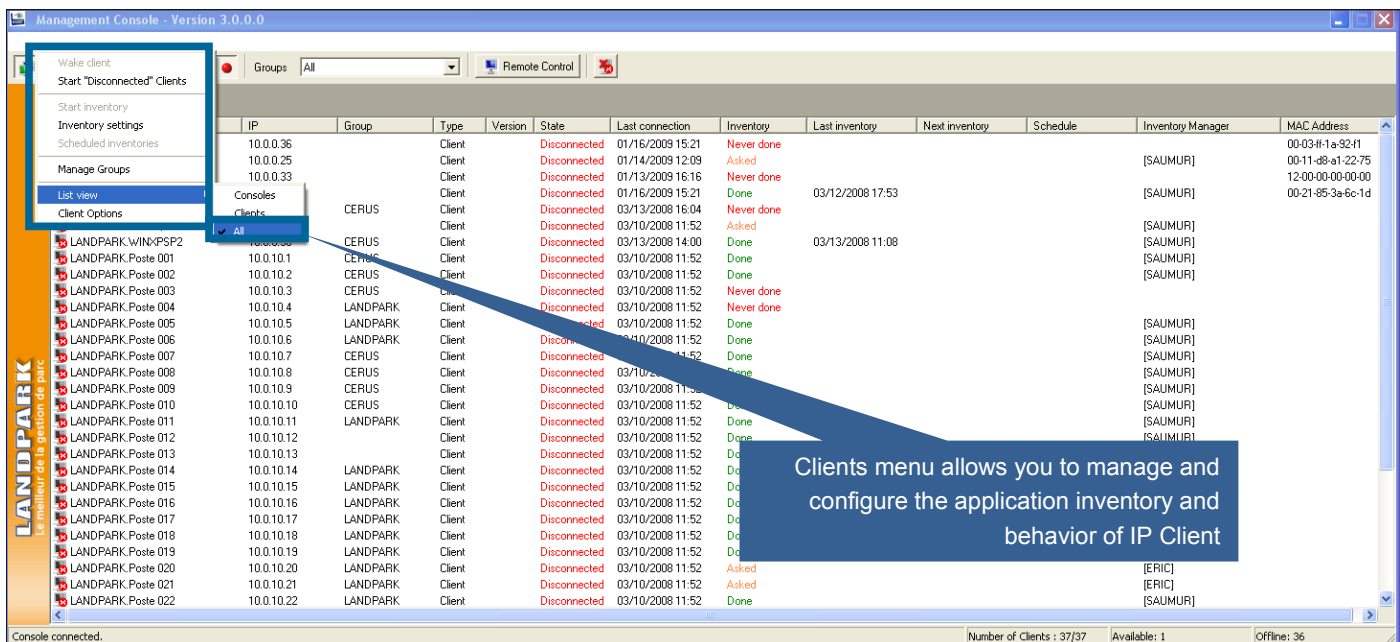 Management Console - Version 3.0.0.0
Wake client
Start "Disconnected" Clients
Start inventory
Inventory settings
Scheduled inventories
Manage Groups
List view
Client Options
Consoles
Clients
All
Groups All Remote Control
IP Group Type Version State Last connection Inventory Last inventory Next inventory Schedule Inventory Manager MAC Address
10.0.0.36 Client Disconnected 01/16/2009 15:21 Never done 00-03-ff-1a-92-f1
10.0.0.25 Client Disconnected 01/14/2009 12:09 Asked [SAUMUR] 00-11-d8-a1-22-75
10.0.0.33 Client Disconnected 01/13/2009 16:16 Never done 12-00-00-00-00-00
Client Disconnected 01/16/2009 15:21 Done 03/12/2008 17:53 [SAUMUR] 00-21-85-3a-6c-1d
CERUS Client Disconnected 03/13/2008 16:04 Never done
Client Disconnected 03/10/2008 11:52 Asked [SAUMUR]
LANDPARK.WINXPSP2 CERUS Client Disconnected 03/13/2008 14:00 Done 03/13/2008 11:08 [SAUMUR]
LANDPARK.Poste 001 10.0.10.1 CERUS Client Disconnected 03/10/2008 11:52 Done [SAUMUR]
LANDPARK.Poste 002 10.0.10.2 CERUS Client Disconnected 03/10/2008 11:52 Done [SAUMUR]
LANDPARK.Poste 003 10.0.10.3 CERUS Disconnected 03/10/2008 11:52 Never done
LANDPARK.Poste 004 10.0.10.4 LANDPARK Client Disconnected 03/10/2008 11:52 Never done
LANDPARK.Poste 005 10.0.10.5 LANDPARK Client Disconnected 03/10/2008 11:52 Done [SAUMUR]
LANDPARK.Poste 006 10.0.10.6 LANDPARK Client Disconnected 11:52 Done [SAUMUR]
LANDPARK.Poste 007 10.0.10.7 CERUS Client Disconnected Done [SAUMUR]
LANDPARK.Poste 008 10.0.10.8 CERUS Client Disconnected Done [SAUMUR]
LANDPARK.Poste 009 10.0.10.9 CERUS Client Disconnected 03/10/2008 Done [SAUMUR]
LANDPARK.Poste 010 10.0.10.10 CERUS Client Disconnected 03/10/2008 11:52 [SAUMUR]
LANDPARK.Poste 011 10.0.10.11 LANDPARK Client Disconnected 03/10/2008 11:52 Done [SAUMUR]
LANDPARK.Poste 012 10.0.10.12 Client Disconnected 03/10/2008 11:52 Done [SAUMUR]
LANDPARK.Poste 013 10.0.10.13 Client Disconnected 03/10/2008 11:52
LANDPARK.Poste 014 10.0.10.14 LANDPARK Client Disconnected 03/10/2008 11:52
LANDPARK.Poste 015 10.0.10.15 LANDPARK Client Disconnected 03/10/2008 11:52
LANDPARK.Poste 016 10.0.10.16 LANDPARK Client Disconnected 03/10/2008 11:52
LANDPARK.Poste 017 10.0.10.17 LANDPARK Client Disconnected 03/10/2008 11:52
LANDPARK.Poste 018 10.0.10.18 LANDPARK Client Disconnected 03/10/2008 11:52
LANDPARK.Poste 019 10.0.10.19 LANDPARK Client Disconnected 03/10/2008 11:52
LANDPARK.Poste 020 10.0.10.20 LANDPARK Client Disconnected 03/10/2008 11:52 Asked [ERIC]
LANDPARK.Poste 021 10.0.10.21 LANDPARK Client Disconnected 03/10/2008 11:52 Asked [ERIC]
LANDPARK.Poste 022 10.0.10.22 LANDPARK Client Disconnected 03/10/2008 11:52 Done [SAUMUR]
Clients menu allows you to manage and
configure the application inventory and
behavior of IP Client
LANDPARK
Le meilleur de la gestion de parc
Console connected. Number of Clients : 37/37 Available: 1 Offline: 36